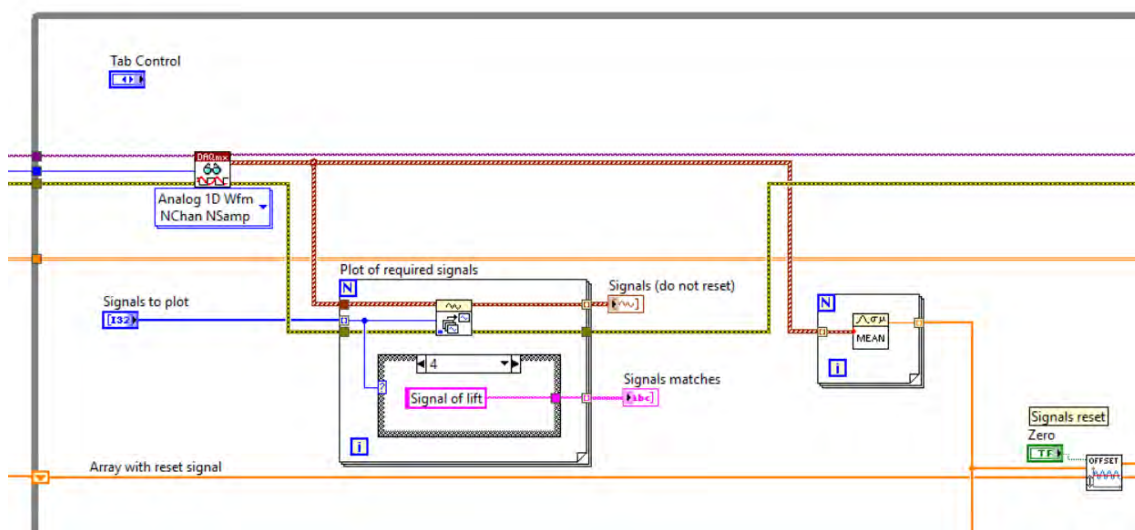 Tab Control
DAQmx
Analog 1D Wfm
NChan NSamp
Plot of required signals
N
Signals to plot
I32
Signals (do not reset)
4
?
Signal of lift
Signals matches
abc
i
N
σμ
MEAN
i
Signals reset
Zero
TF
OFFSET
Array with reset signal